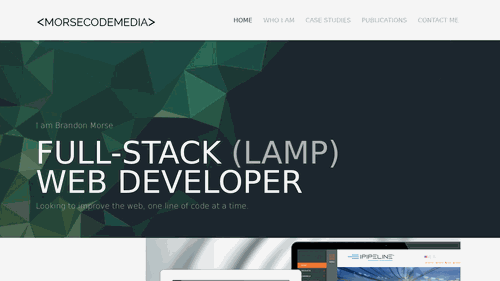 <MORSECODEMEDIA>
HOME WHO I AM CASE STUDIES PUBLICATIONS CONTACT ME
I am Brandon Morse
FULL-STACK (LAMP)
WEB DEVELOPER
Looking to improve the web, one line of code at a time.
IPIPELINE